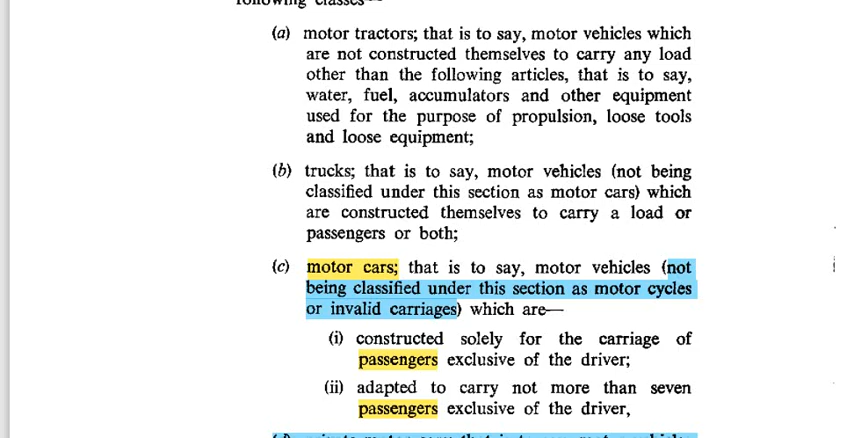 following classes—
(a) motor tractors; that is to say, motor vehicles which
are not constructed themselves to carry any load
other than the following articles, that is to say,
water, fuel, accumulators and other equipment
used for the purpose of propulsion, loose tools
and loose equipment;
(b) trucks; that is to say, motor vehicles (not being
classified under this section as motor cars) which
are constructed themselves to carry a load or
passengers or both;
(c) motor cars; that is to say, motor vehicles (not
being classified under this section as motor cycles
or invalid carriages) which are—
(i) constructed solely for the carriage of
passengers exclusive of the driver;
(ii) adapted to carry not more than seven
passengers exclusive of the driver,